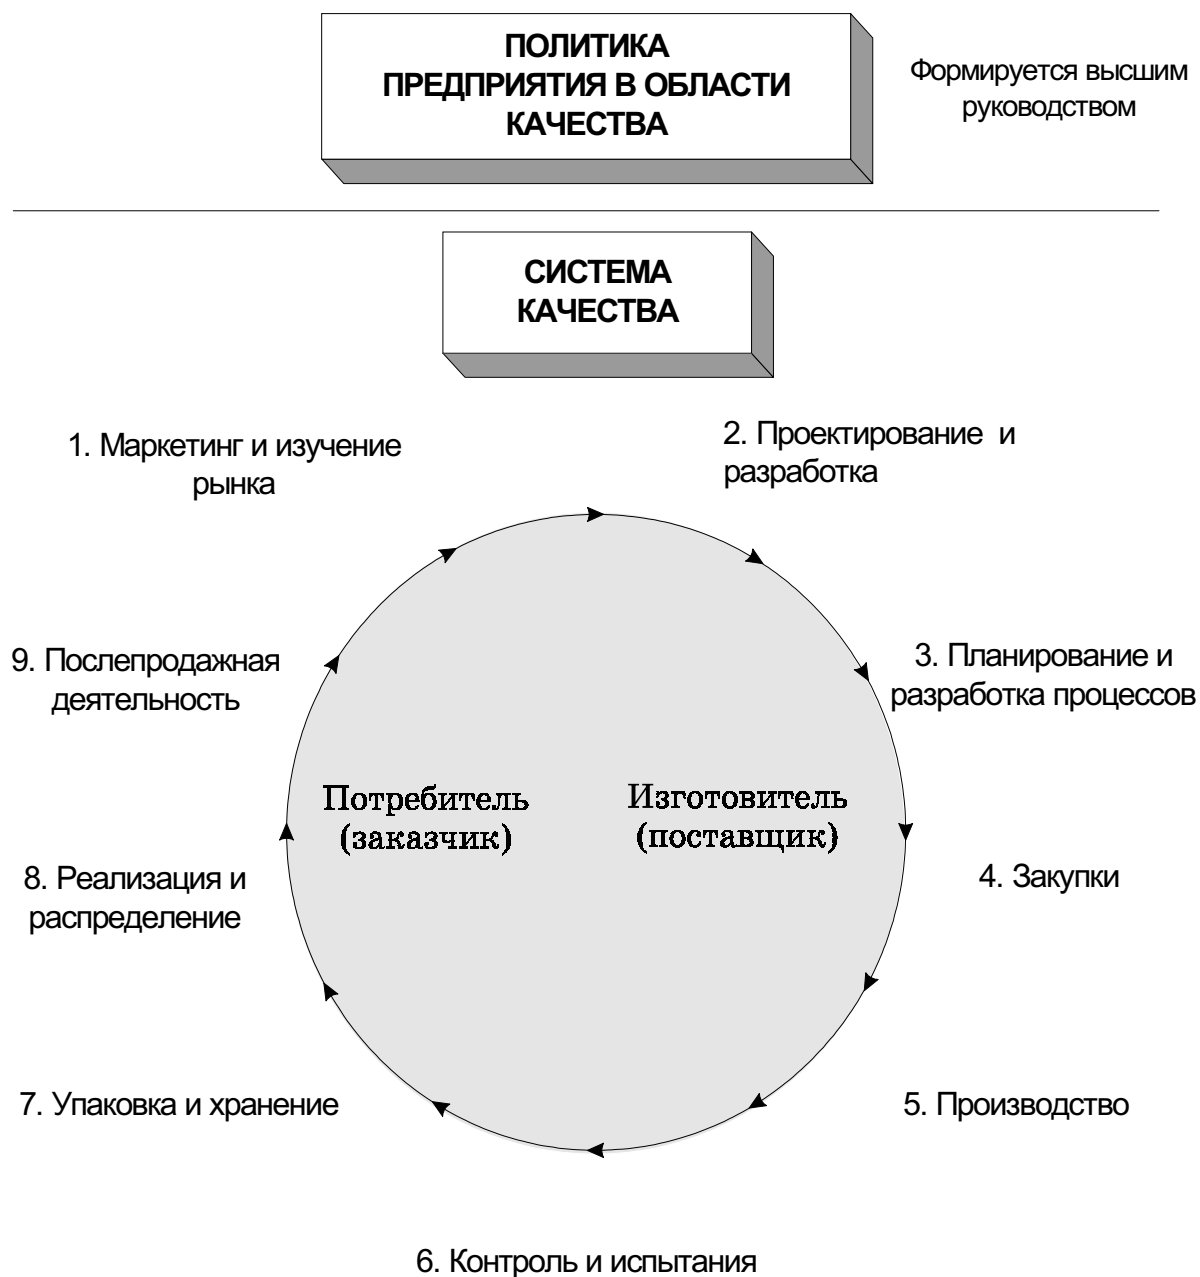 ПОЛИТИКА
ПРЕДПРИЯТИЯ В ОБЛАСТИ
КАЧЕСТВА
Формируется высшим
руководством
СИСТЕМА
КАЧЕСТВА
1. Маркетинг и изучение
рынка
2. Проектирование и
разработка
3. Планирование и
разработка процессов
4. Закупки
5. Производство
6. Контроль и испытания
7. Упаковка и хранение
8. Реализация и
распределение
9. Послепродажная
деятельность
Потребитель
(заказчик)
Изготовитель
(поставщик)